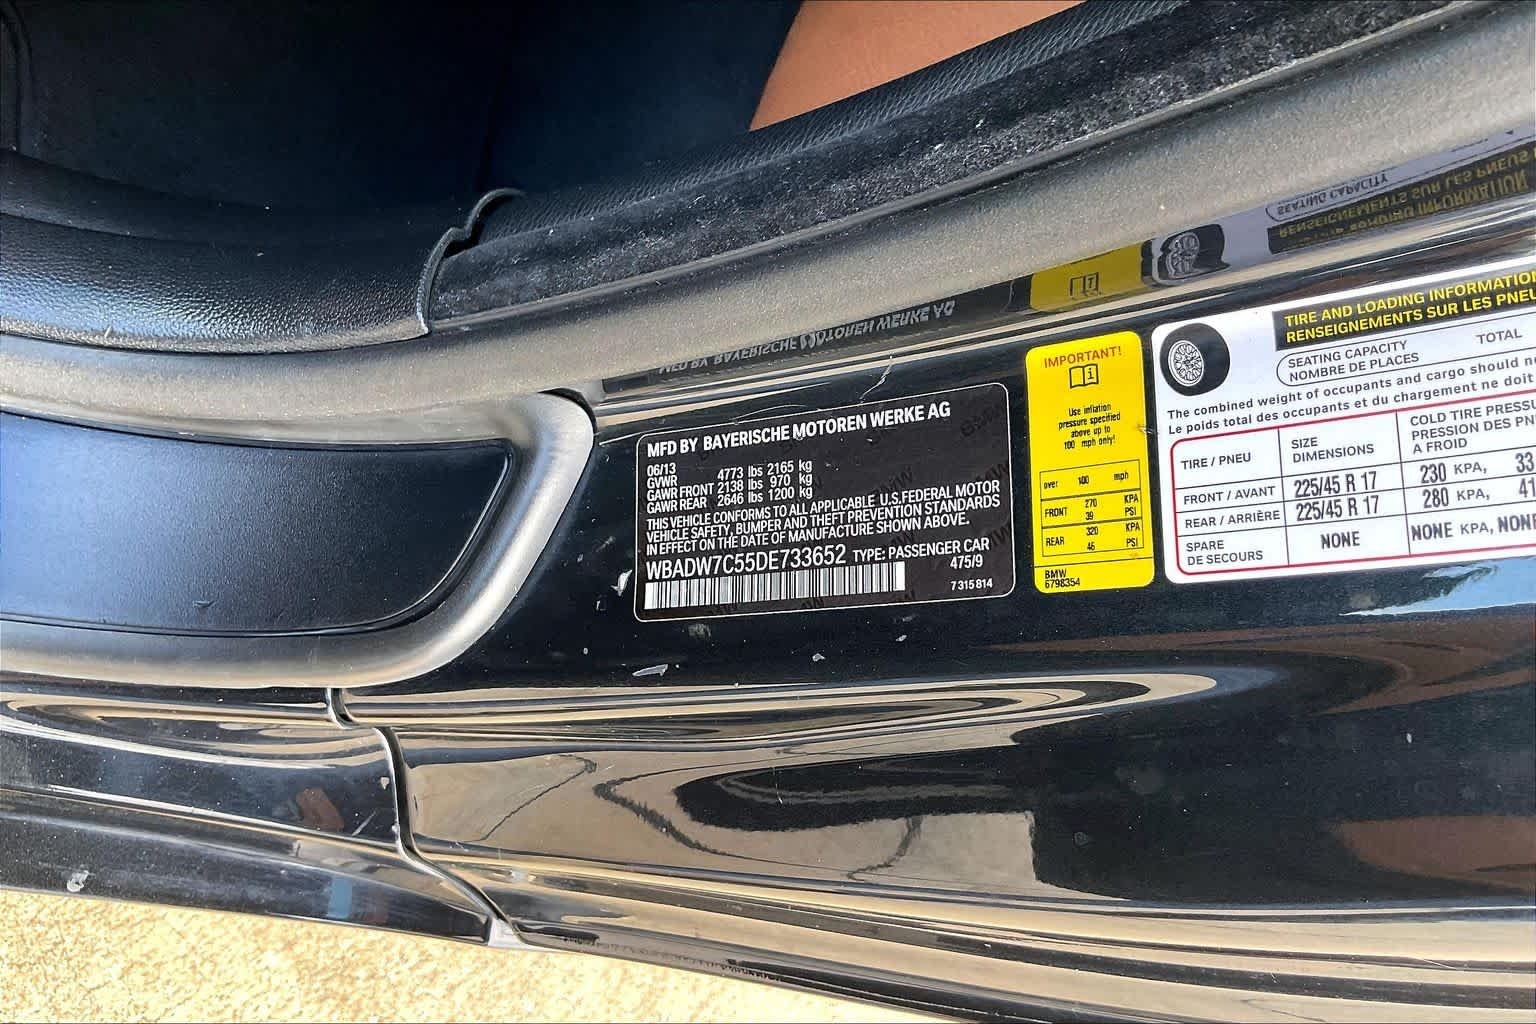 MFD BY BAYERISCHE MOTOREN WERKE AG
06/13
GVWR 4773 lbs 2165 kg
GAWR FRONT 2138 lbs 970 kg
GAWR REAR 2646 lbs 1200 kg
THIS VEHICLE CONFORMS TO ALL APPLICABLE U.S.FEDERAL MOTOR
VEHICLE SAFETY, BUMPER AND THEFT PREVENTION STANDARDS
IN EFFECT ON THE DATE OF MANUFACTURE SHOWN ABOVE.
WBADW7C55DE733652 TYPE: PASSENGER CAR
475/9
7 315 814
IMPORTANT!
Use inflation
pressure specified
above up to
100 mph only!
over 100 mph
FRONT 270 KPA
39 PSI
REAR 320 KPA
46 PSI
BMW
6798354
TIRE AND LOADING INFORMATION
RENSEIGNEMENTS SUR LES PNEU
SEATING CAPACITY TOTAL
NOMBRE DE PLACES
The combined weight of occupants and cargo should n
Le poids total des occupants et du chargement ne doit
TIRE / PNEU
SIZE
DIMENSIONS
COLD TIRE PRESSU
PRESSION DES PN
A FROID
FRONT / AVANT 225/45 R 17 230 KPA, 33
REAR / ARRIÈRE 225/45 R 17 280 KPA, 41
SPARE
DE SECOURS NONE NONE KPA, NONE